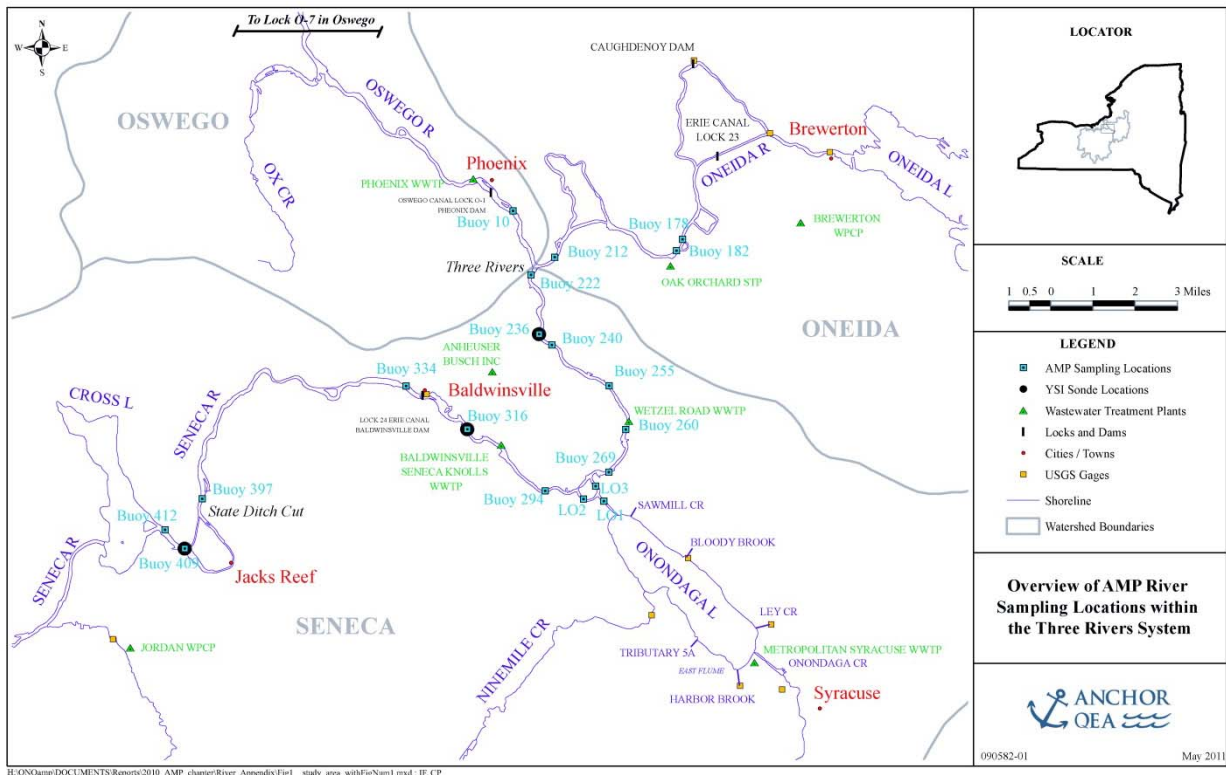 To Lock O-7 in Oswego
N
W
E
S
OSWEGO
OSWEGO R
OX CR
CAUGHDENOY DAM
ERIE CANAL
LOCK 23
Brewerton
ONEIDA R
ONEIDA L
Phoenix
PHOENIX WWTP
OSWEGO CANAL LOCK O-1
PHEONIX DAM
Buoy 10
Buoy 178
Buoy 182
BREWERTON
WPCP
Buoy 212
Three Rivers
Buoy 222
OAK ORCHARD STP
ONEIDA
Buoy 236
Buoy 240
ANHEUSER
BUSCH INC
Buoy 334
Baldwinsville
Buoy 255
CROSS L
SENECA R
LOCK 24 ERIE CANAL
BALDWINSVILLE DAM
Buoy 316
WETZEL ROAD WWTP
Buoy 260
BALDWINSVILLE
SENECA KNOLLS
WWTP
Buoy 269
Buoy 294
LO3
LO2
LO1
SAWMILL CR
Buoy 397
State Ditch Cut
Buoy 412
Buoy 409
Jacks Reef
SENECA R
BLOODY BROOK
ONONDAGA L
SENECA
LEY CR
JORDAN WPCP
NINEMILE CR
TRIBUTARY 5A
METROPOLITAN SYRACUSE WWTP
ONONDAGA CR
EAST FLUME
HARBOR BROOK
Syracuse
LOCATOR
SCALE
1 0.5 0 1 2 3 Miles
LEGEND
AMP Sampling Locations
YSI Sonde Locations
Wastewater Treatment Plants
Locks and Dams
Cities / Towns
USGS Gages
Shoreline
Watershed Boundaries
Overview of AMP River
Sampling Locations within
the Three Rivers System
ANCHOR
QEA
090582-01 May 2011